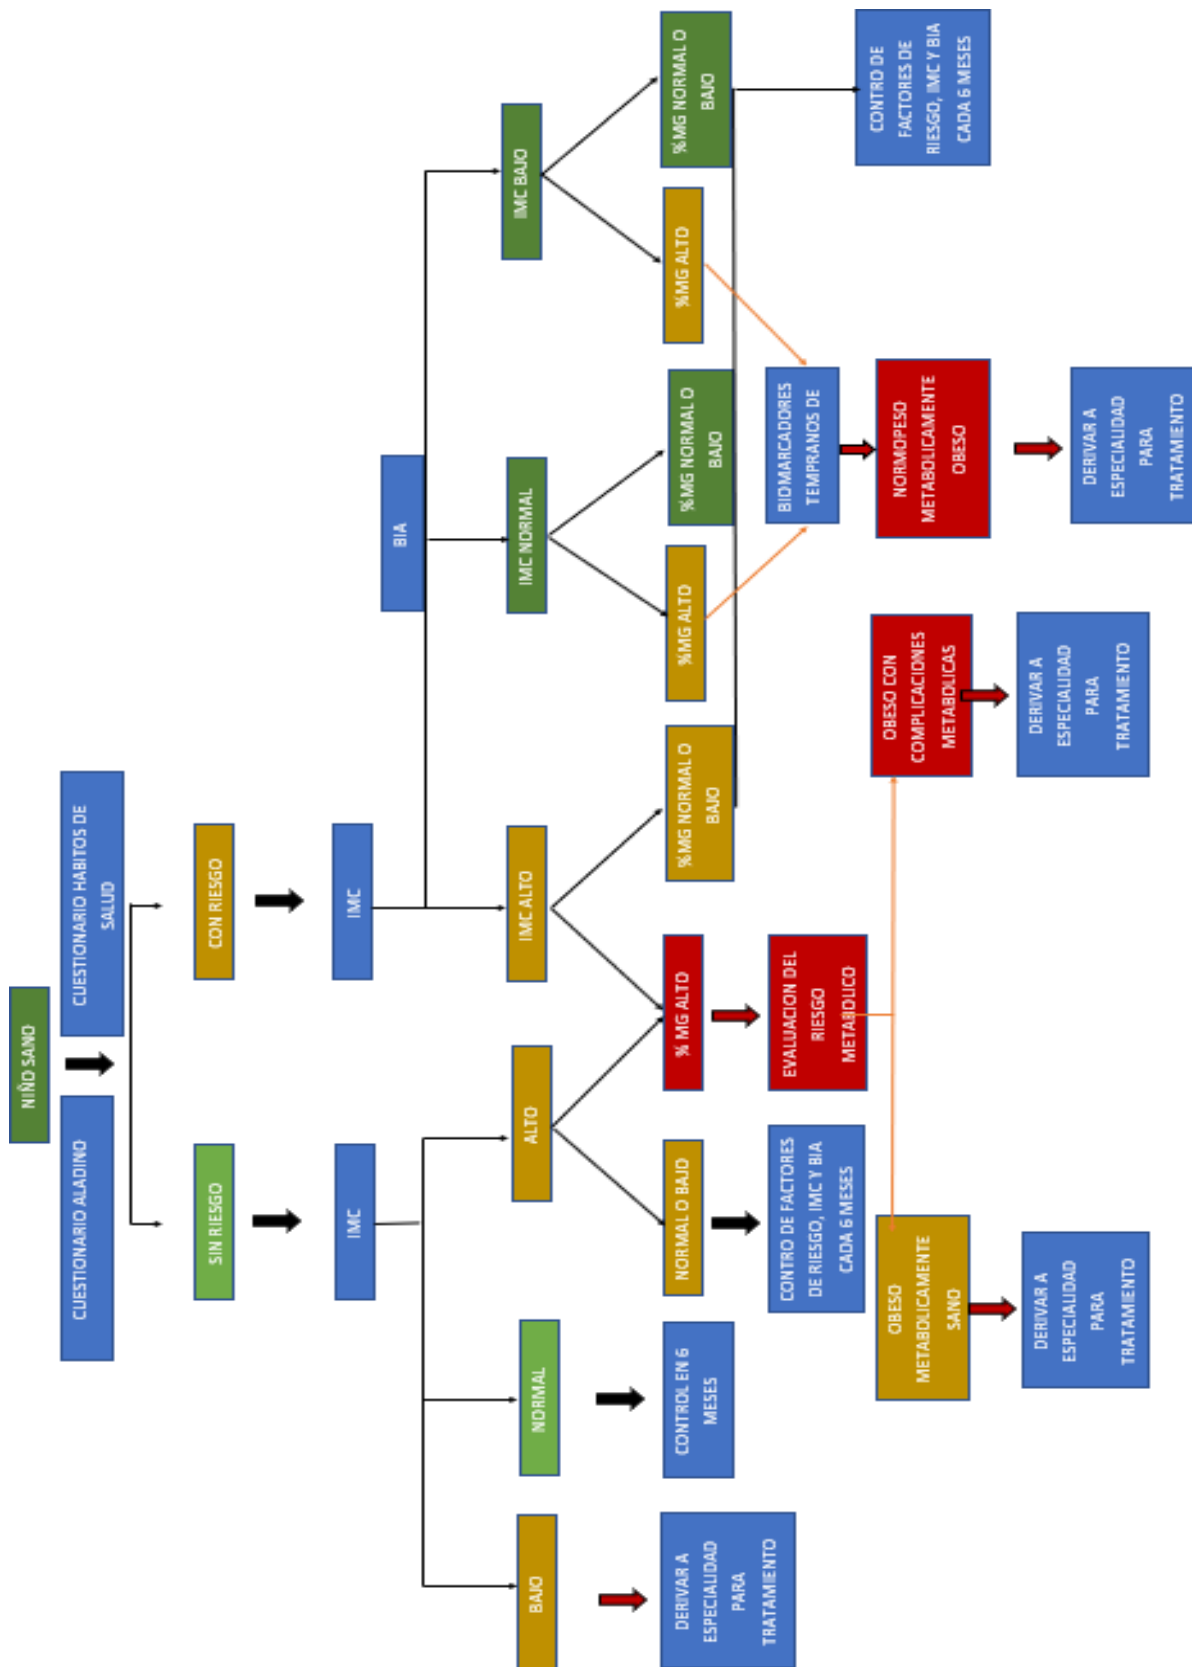 NIÑO SANO
CUESTIONARIO ALADINO
CUESTIONARIO HABITOS DE
SALUD
SIN RIESGO
CON RIESGO
IMC
IMC
BIA
BAJO
NORMAL
ALTO
IMC ALTO
IMC NORMAL
IMC BAJO
DERIVAR A
ESPECIALIDAD
PARA
TRATAMIENTO
CONTROL EN 6
MESES
NORMAL O BAJO
% MG ALTO
%MG NORMAL O
BAJO
%MG ALTO
%MG NORMAL O
BAJO
%MG ALTO
%MG NORMAL O
BAJO
CONTRO DE FACTORES
DE RIESGO, IMC Y BIA
CADA 6 MESES
EVALUACION DEL
RIESGO
METABOLICO
BIOMARCADORES
TEMPRANOS DE
CONTRO DE
FACTORES DE
RIESGO, IMC Y BIA
CADA 6 MESES
OBESO
METABOLICAMENTE
SANO
OBESO CON
COMPLICACIONES
METABOLICAS
NORMOPESO
METABOLICAMENTE
OBESO
DERIVAR A
ESPECIALIDAD
PARA
TRATAMIENTO
DERIVAR A
ESPECIALIDAD
PARA
TRATAMIENTO
DERIVAR A
ESPECIALIDAD
PARA
TRATAMIENTO